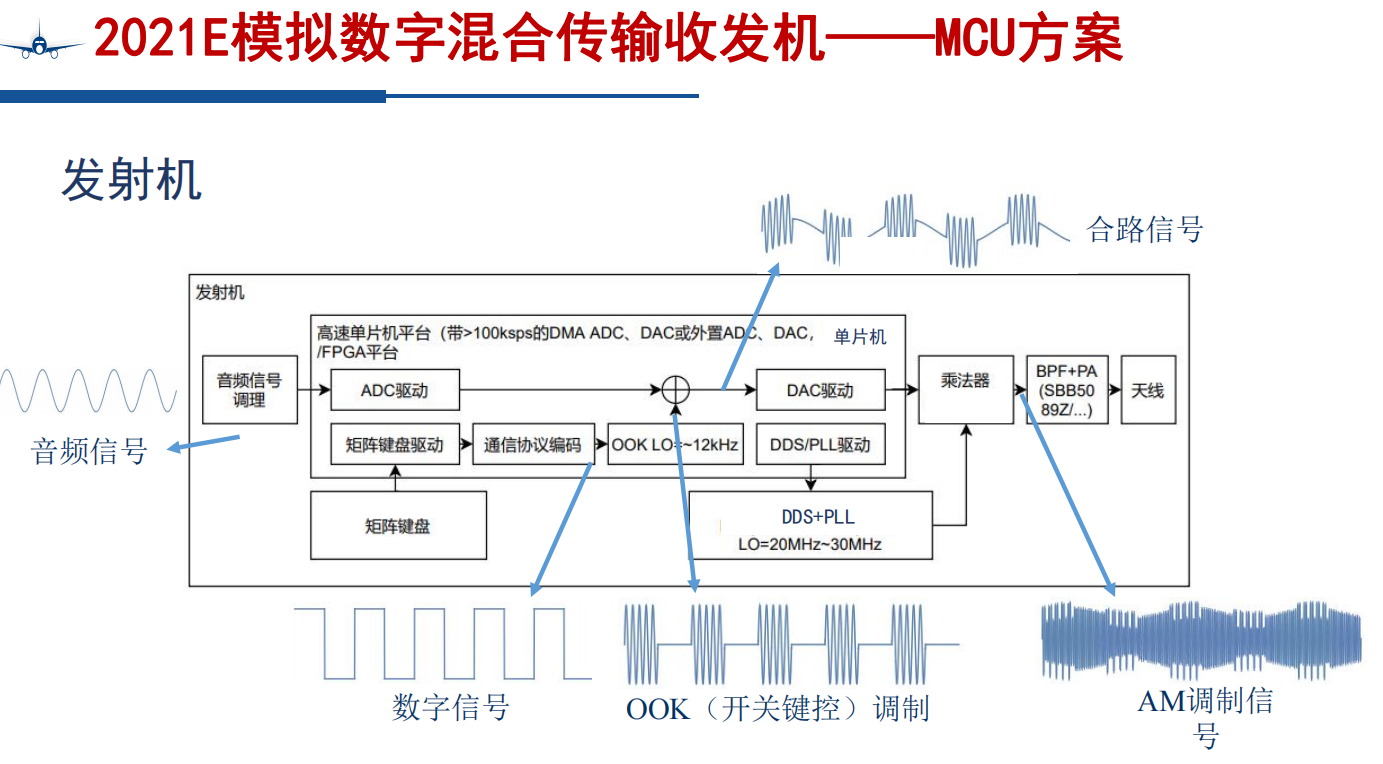 2021E模拟数字混合传输收发机——MCU方案
发射机
合路信号
发射机
高速单片机平台（带>100ksps的DMA ADC、DAC或外置ADC、DAC，
/FPGA平台
单片机
音频信号
调理
ADC驱动
DAC驱动
乘法器
BPF+PA
(SBB50
89Z/...)
天线
音频信号
矩阵键盘驱动
通信协议编码
OOK LO=~12kHz
DDS/PLL驱动
矩阵键盘
DDS+PLL
LO=20MHz~30MHz
数字信号
OOK（开关键控）调制
AM调制信
号